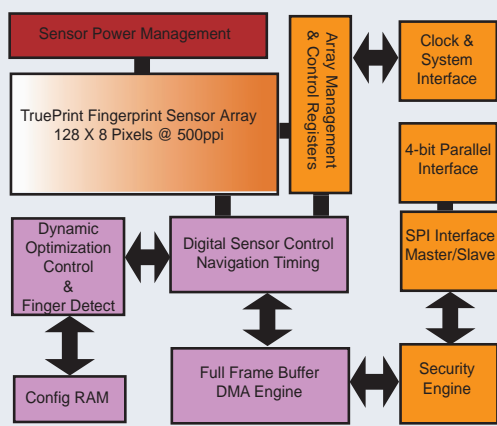 Sensor Power Management
TruePrint Fingerprint Sensor Array
128 X 8 Pixels @ 500ppi
Array Management
& Control Registers
Clock &
System
Interface
4-bit Parallel
Interface
Dynamic
Optimization
Control
&
Finger Detect
Digital Sensor Control
Navigation Timing
SPI Interface
Master/Slave
Config RAM
Full Frame Buffer
DMA Engine
Security
Engine